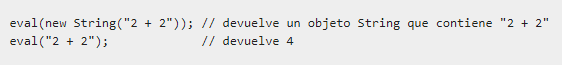 eval(new String("2 + 2")); // devuelve un objeto String que contiene "2 + 2"
eval("2 + 2");             // devuelve 4